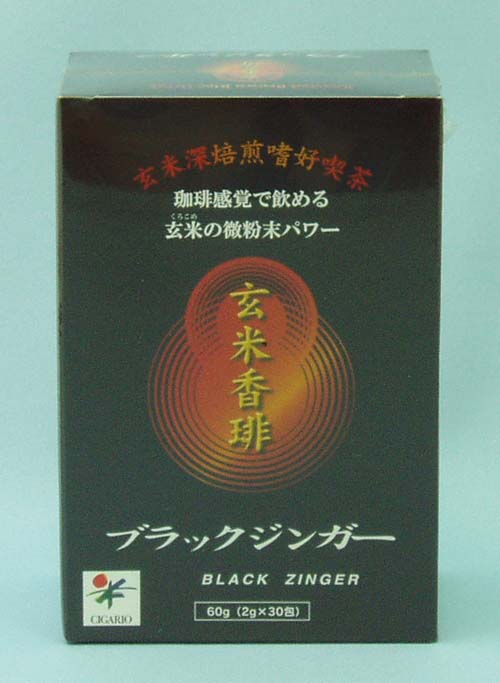 玄米深焙煎嗜好喫茶
珈琲感覚で飲める
くろごめ
玄米の微粉末パワー
玄米香琲
ブラックジンガー
BLACK ZINGER
60g（2g×30包）
CIGARIO